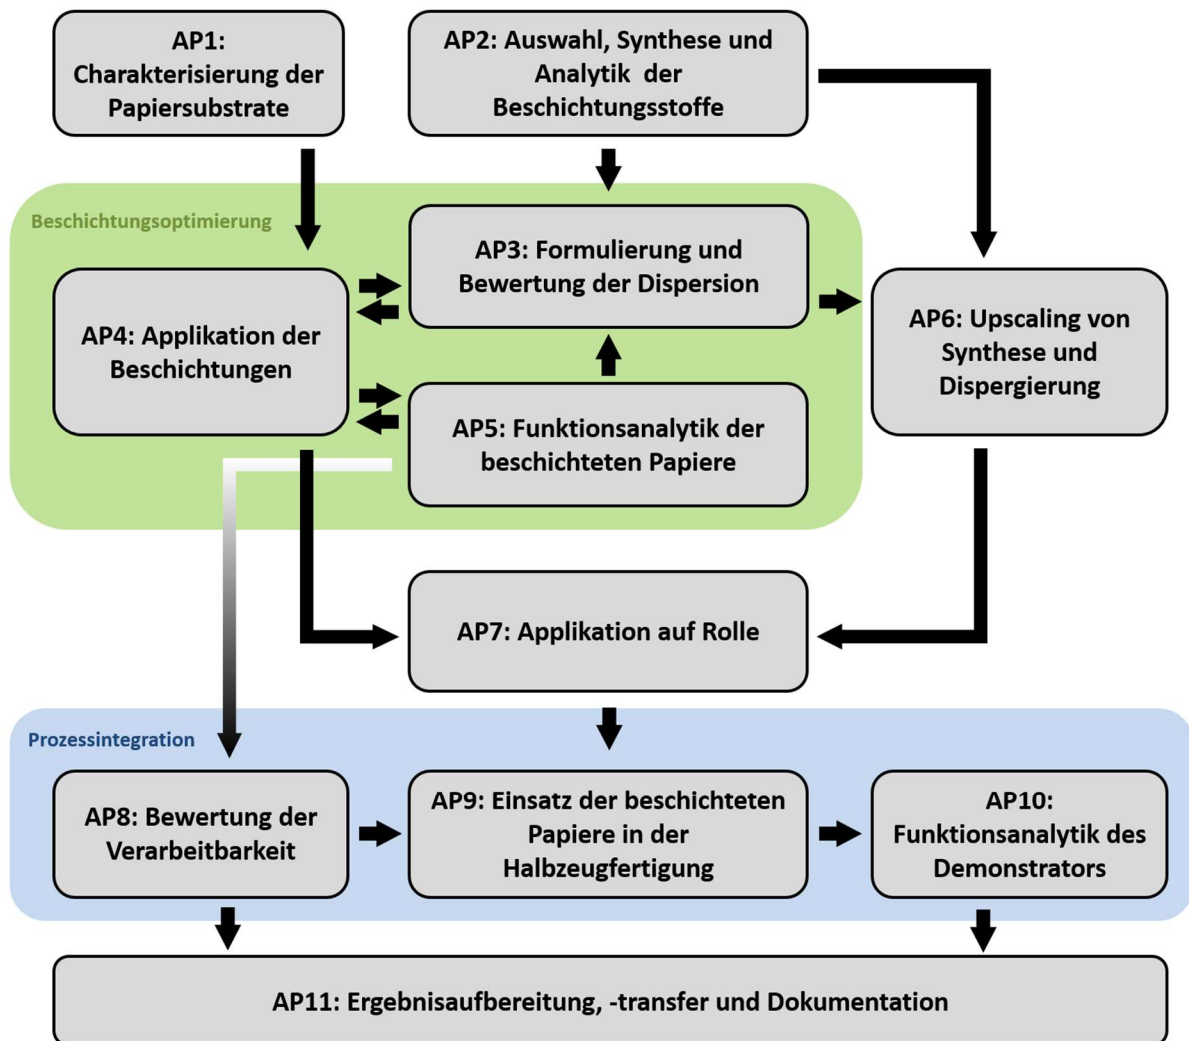 AP1:
Charakterisierung der
Papiersubstrate
AP2: Auswahl, Synthese und
Analytik der
Beschichtungsstoffe
Beschichtungsoptimierung
AP3: Formulierung und
Bewertung der Dispersion
AP4: Applikation der
Beschichtungen
AP6: Upscaling von
Synthese und
Dispergierung
AP5: Funktionsanalytik der
beschichteten Papiere
AP7: Applikation auf Rolle
Prozessintegration
AP8: Bewertung der
Verarbeitbarkeit
AP9: Einsatz der beschichteten
Papiere in der
Halbzeugfertigung
AP10:
Funktionsanalytik des
Demonstrators
AP11: Ergebnisaufbereitung, -transfer und Dokumentation